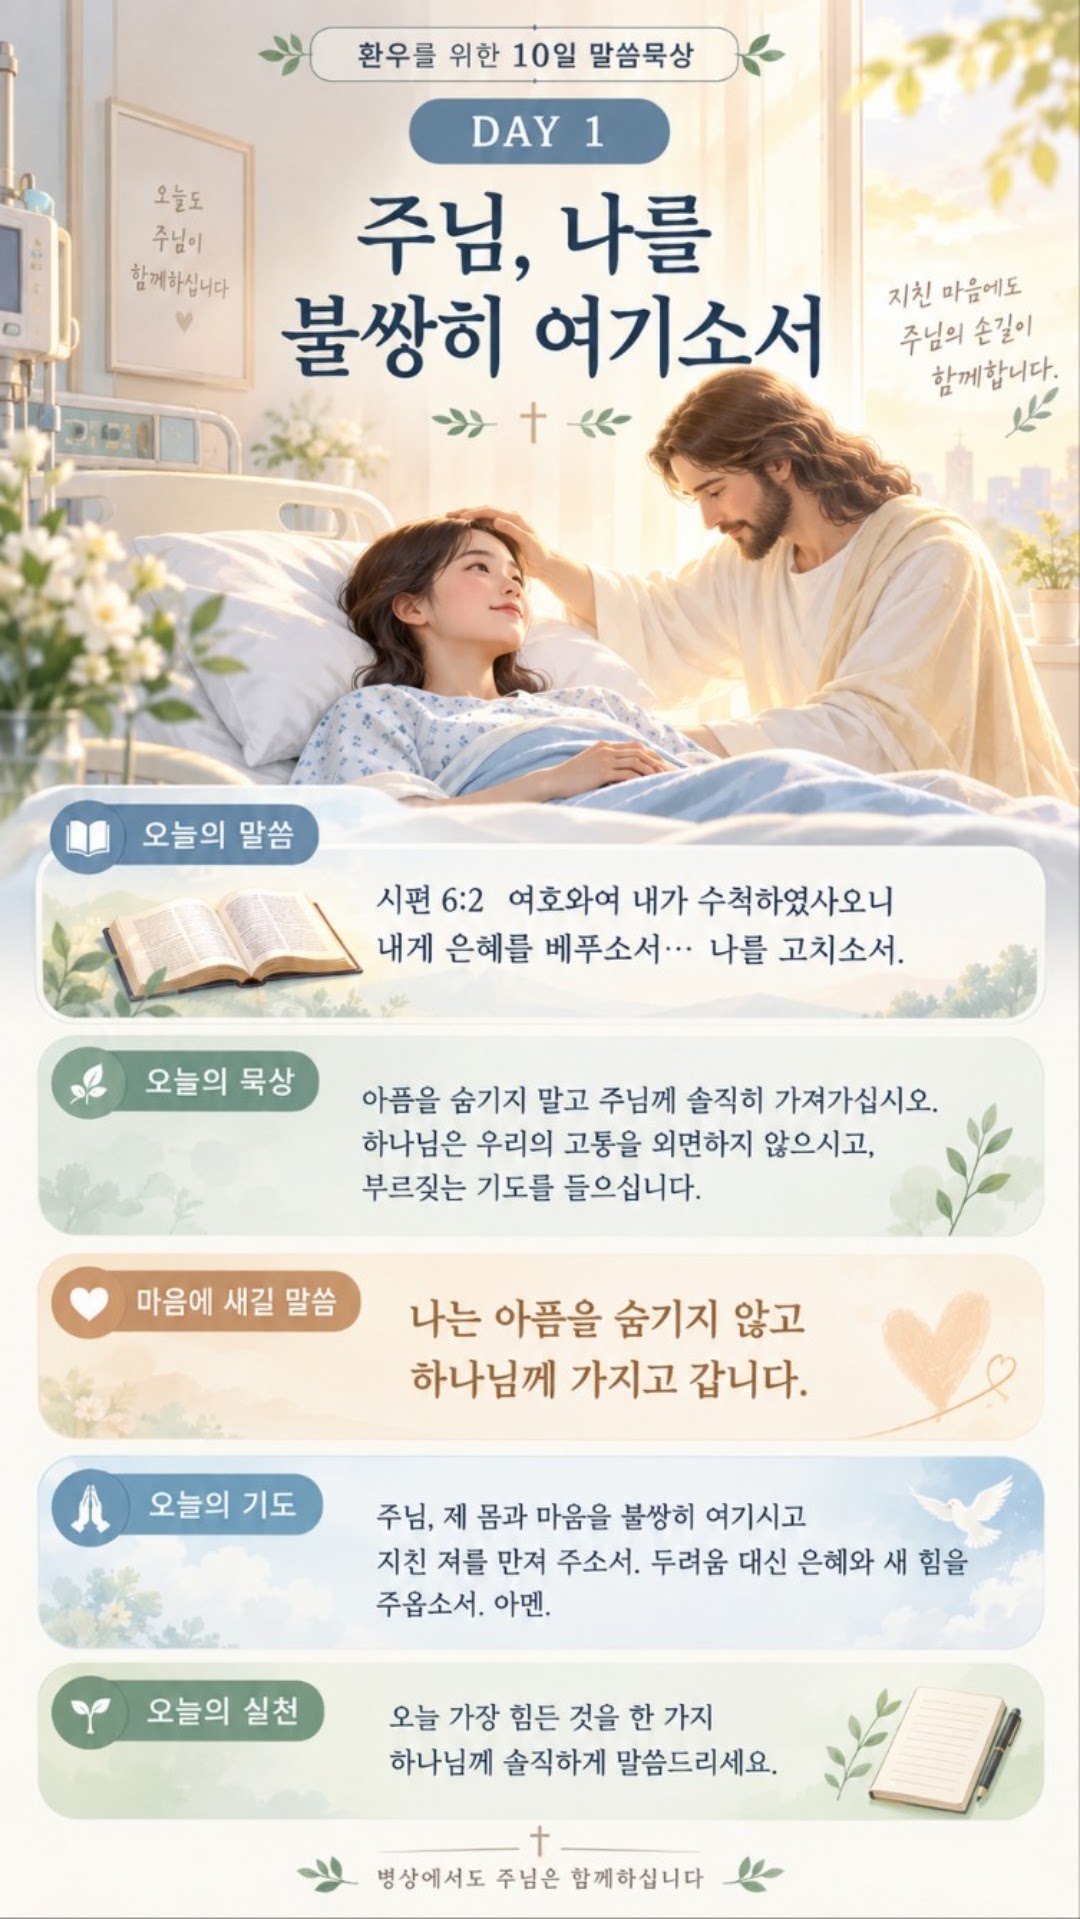 환우를 위한 10일 말씀묵상
DAY 1
주님, 나를
불쌍히 여기소서
오늘도
주님이
함께하십니다
지친 마음에도
주님의 손길이
함께합니다.
오늘의 말씀
시편 6:2 여호와여 내가 수척하였사오니
내게 은혜를 베푸소서… 나를 고치소서.
오늘의 묵상
아픔을 숨기지 말고 주님께 솔직히 가져가십시오.
하나님은 우리의 고통을 외면하지 않으시고,
부르짖는 기도를 들으십니다.
마음에 새길 말씀
나는 아픔을 숨기지 않고
하나님께 가지고 갑니다.
오늘의 기도
주님, 제 몸과 마움을 불쌍히 여기시고
지친 져를 만져 주소서. 두려움 대신 은혜와 새 힘을
주옵소서. 아멘.
오늘의 실천
오늘 가장 힘든 것을 한 가지
하나님께 솔직하게 말씀드리세요.
병상에서도 주님은 함께하십니다